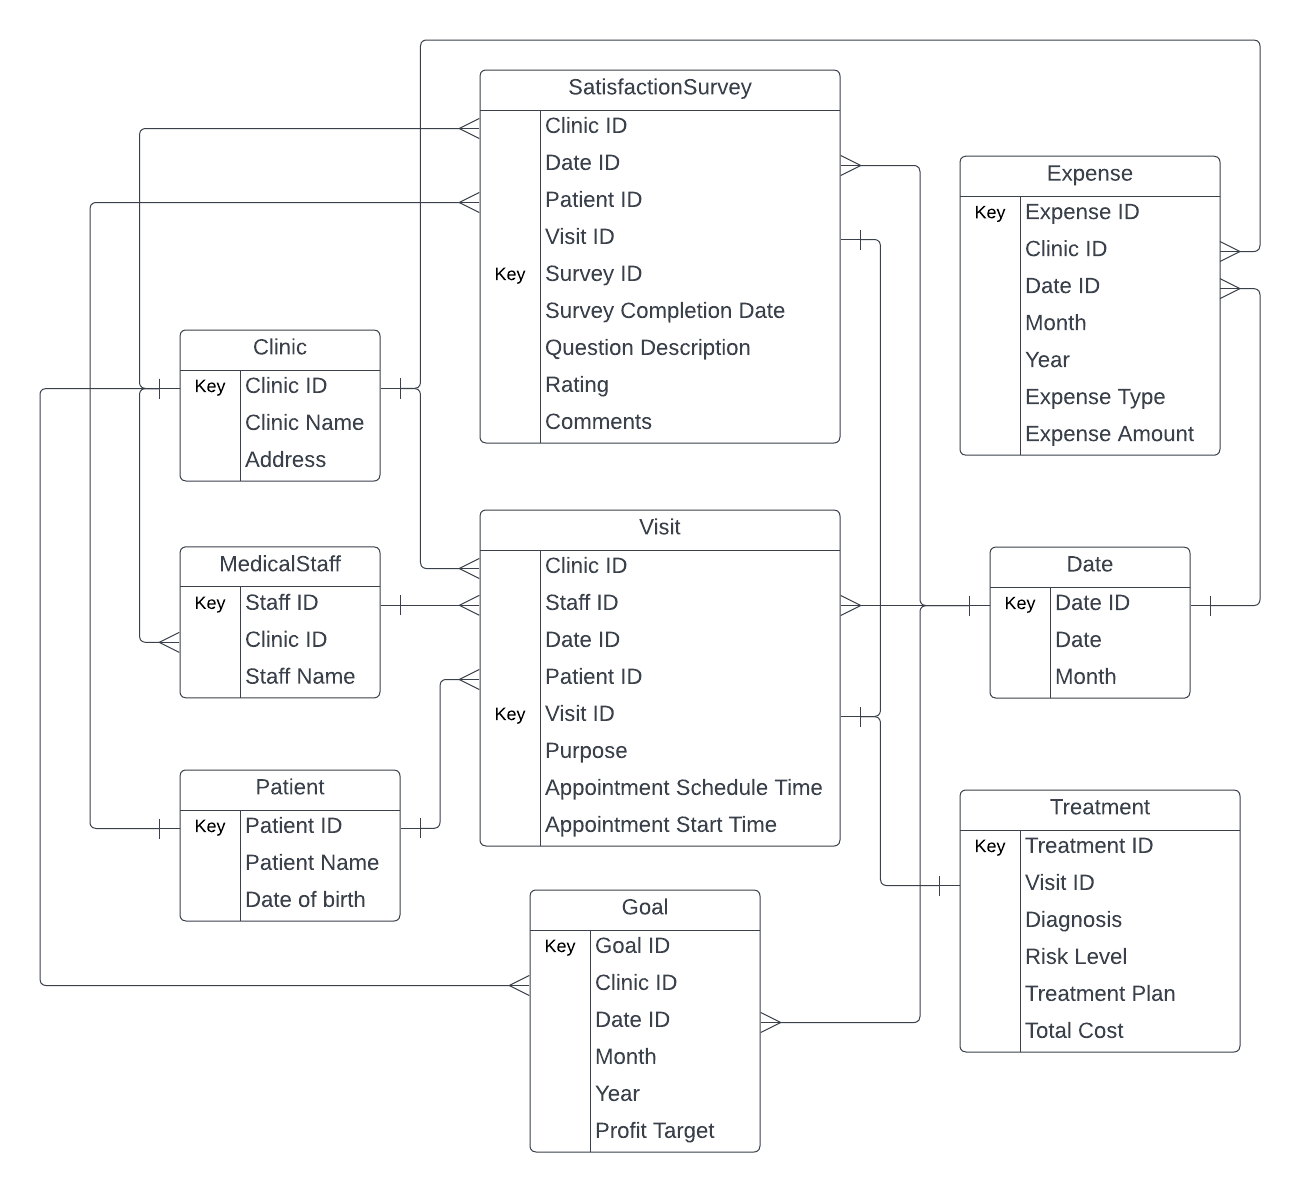 SatisfactionSurvey
Clinic ID
Date ID
Patient ID
Visit ID
Key Survey ID
Survey Completion Date
Question Description
Rating
Comments
Expense
Key Expense ID
Clinic ID
Date ID
Month
Year
Expense Type
Expense Amount
Clinic
Key Clinic ID
Clinic Name
Address
Visit
Clinic ID
Staff ID
Date ID
Patient ID
Key Visit ID
Purpose
Appointment Schedule Time
Appointment Start Time
MedicalStaff
Key Staff ID
Clinic ID
Staff Name
Date
Key Date ID
Date
Month
Patient
Key Patient ID
Patient Name
Date of birth
Treatment
Key Treatment ID
Visit ID
Diagnosis
Risk Level
Treatment Plan
Total Cost
Goal
Key Goal ID
Clinic ID
Date ID
Month
Year
Profit Target